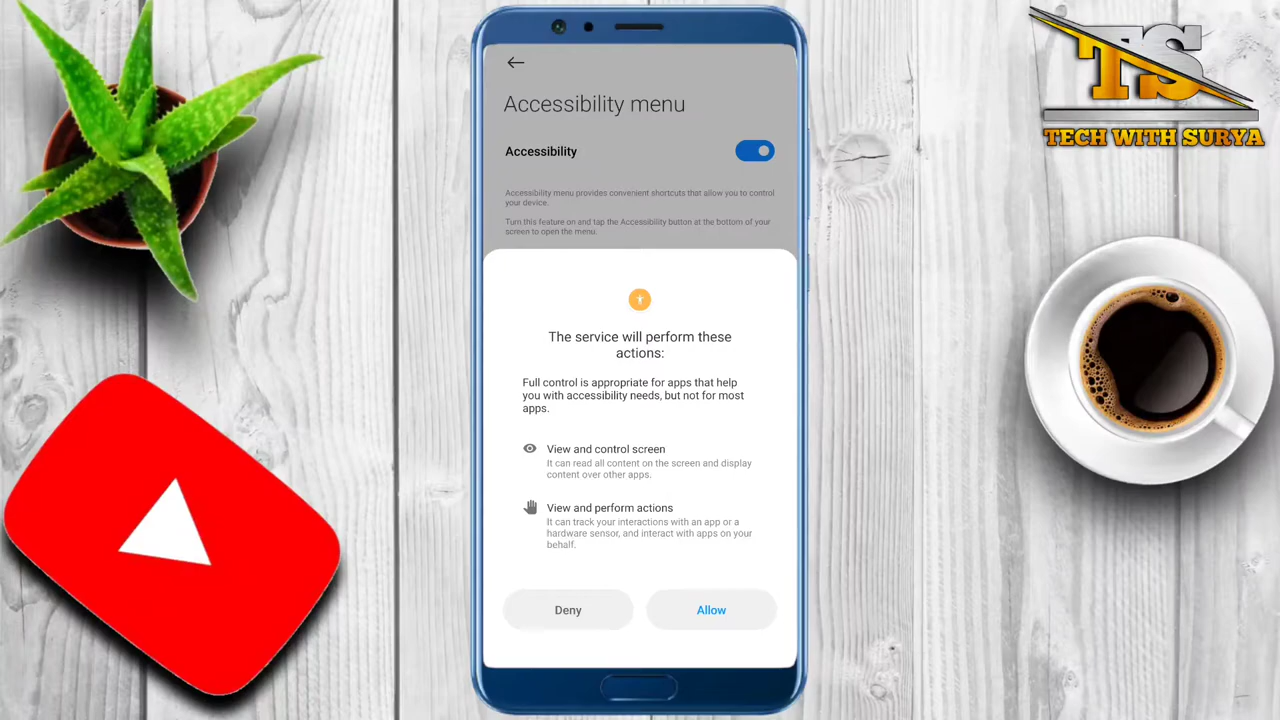 Accessibility menu
Accessibility
Accessibility menu provides convenient shortcuts that allow you to control
your device.
Turn this feature on and tap the Accessibility button at the bottom of your
screen to open the menu.
The service will perform these
actions:
Full control is appropriate for apps that help
you with accessibility needs, but not for most
apps.
View and control screen
It can read all content on the screen and display
content over other apps.
View and perform actions
It can track your interactions with an app or a
hardware sensor, and interact with apps on your
behalf.
Deny
Allow
TS
TECH WITH SURYA